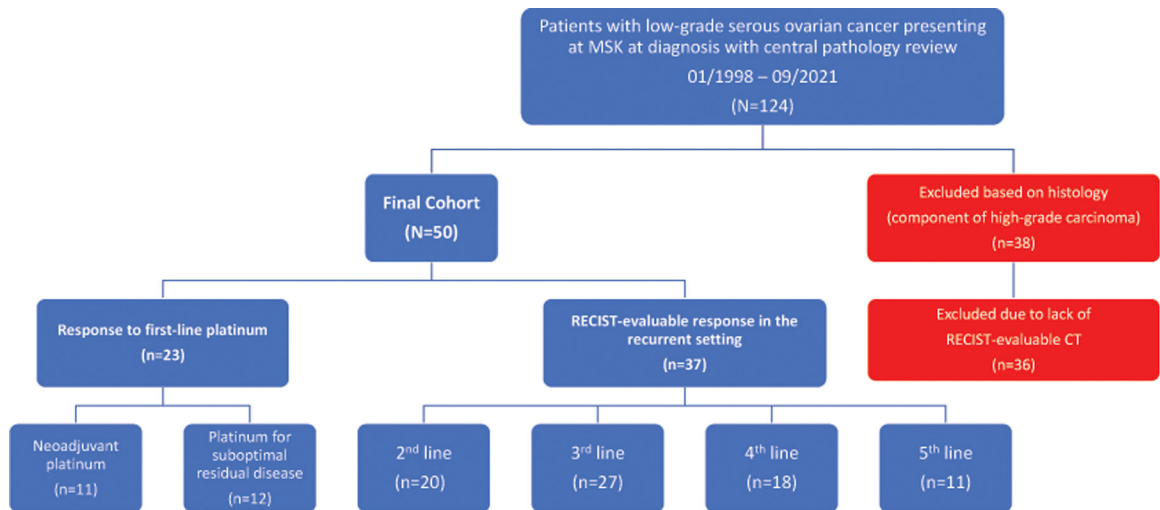 Patients with low-grade serous ovarian cancer presenting
at MSK at diagnosis with central pathology review
01/1998 – 09/2021
(N=124)
Final Cohort
(N=50)
Excluded based on histology
(component of high-grade carcinoma)
(n=38)
Response to first-line platinum
(n=23)
RECIST-evaluable response in the
recurrent setting
(n=37)
Excluded due to lack of
RECIST-evaluable CT
(n=36)
Neoadjuvant
platinum
(n=11)
Platinum for
suboptimal
residual disease
(n=12)
2nd line
(n=20)
3rd line
(n=27)
4th line
(n=18)
5th line
(n=11)